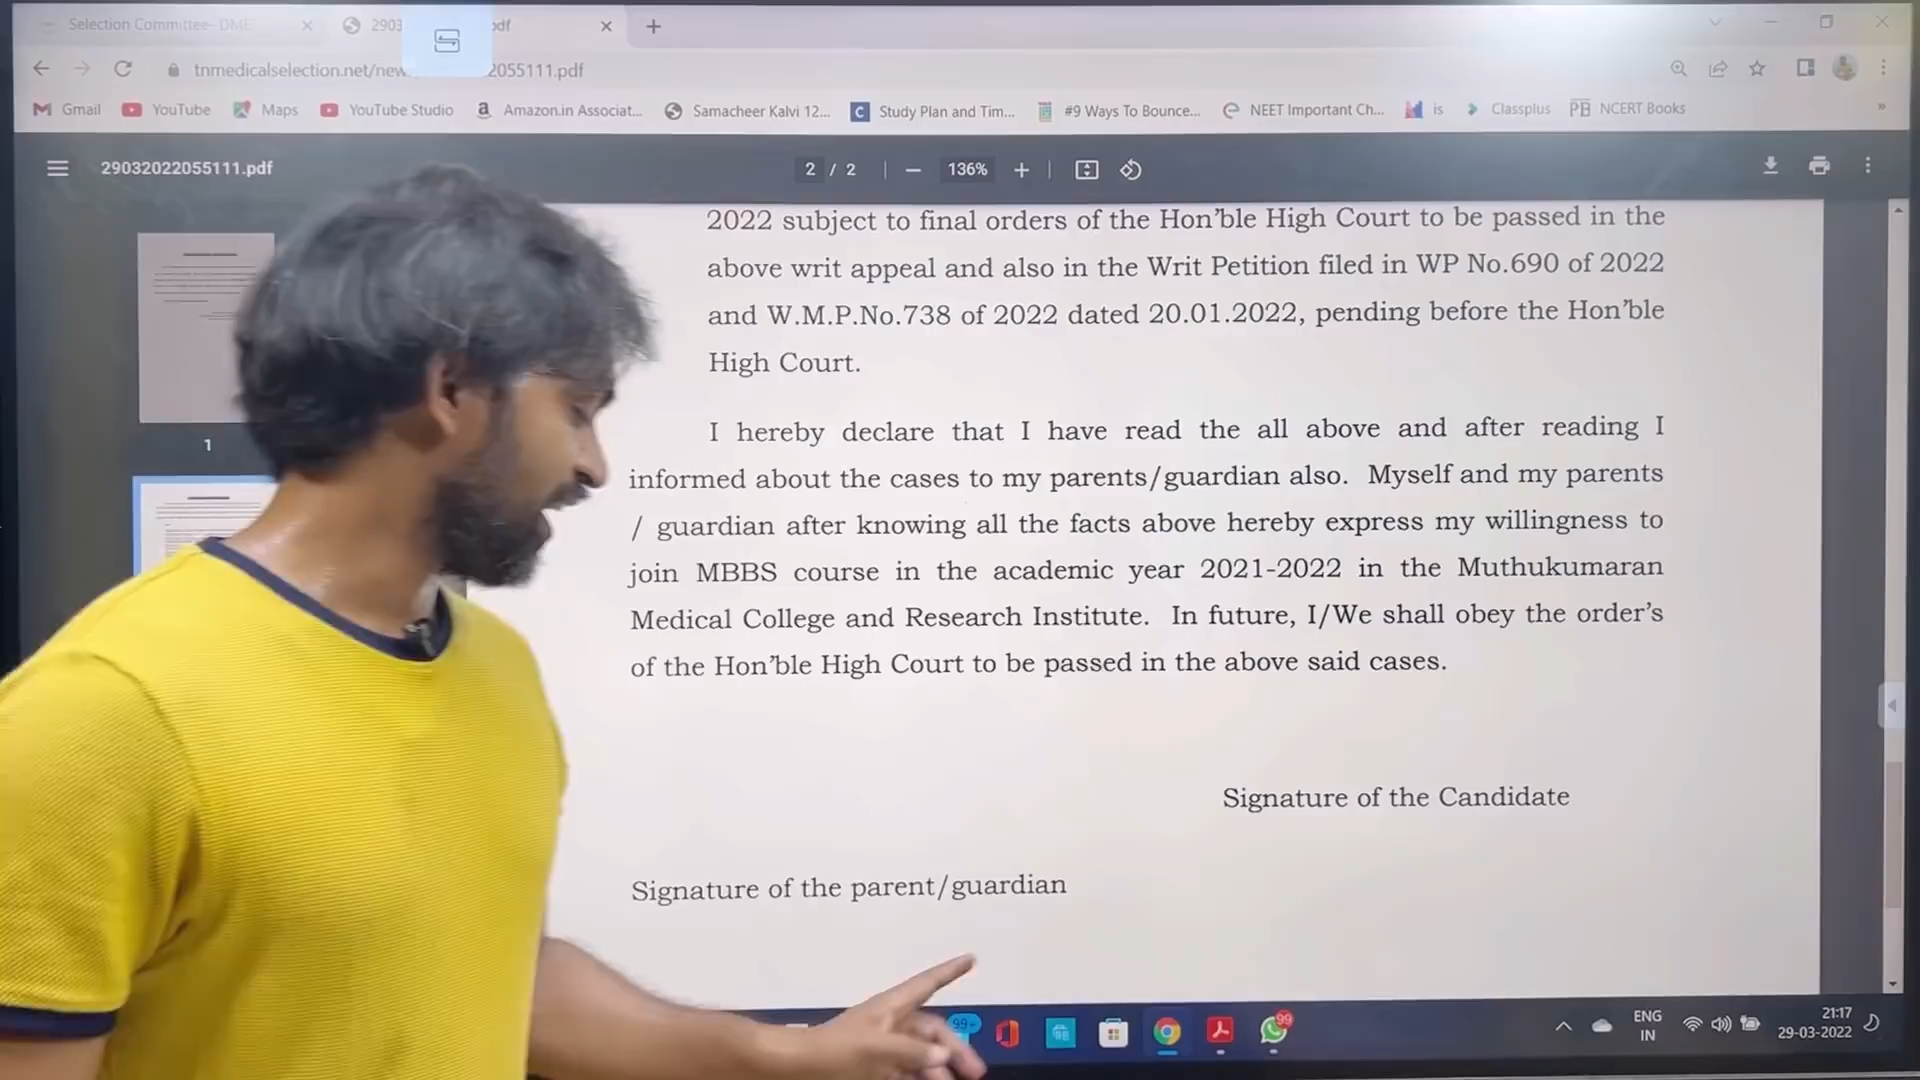 Selection Committee- DME
2903
pdf
tnmedicalselection.net/new
2055111.pdf
Gmail
YouTube
Maps
YouTube Studio
Amazon.in Associat...
Samacheer Kalvi 12...
Study Plan and Tim...
#9 Ways To Bounce...
NEET Important Ch...
is
Classplus
NCERT Books
29032022055111.pdf
2 / 2
136%
1
2022 subject to final orders of the Hon'ble High Court to be passed in the
above writ appeal and also in the Writ Petition filed in WP No.690 of 2022
and W.M.P.No.738 of 2022 dated 20.01.2022, pending before the Hon'ble
High Court.
I hereby declare that I have read the all above and after reading I
informed about the cases to my parents/guardian also. Myself and my parents
/ guardian after knowing all the facts above hereby express my willingness to
join MBBS course in the academic year 2021-2022 in the Muthukumaran
Medical College and Research Institute. In future, I/We shall obey the order's
of the Hon'ble High Court to be passed in the above said cases.
Signature of the Candidate
Signature of the parent/guardian
99+
99
ENG
IN
21:17
29-03-2022